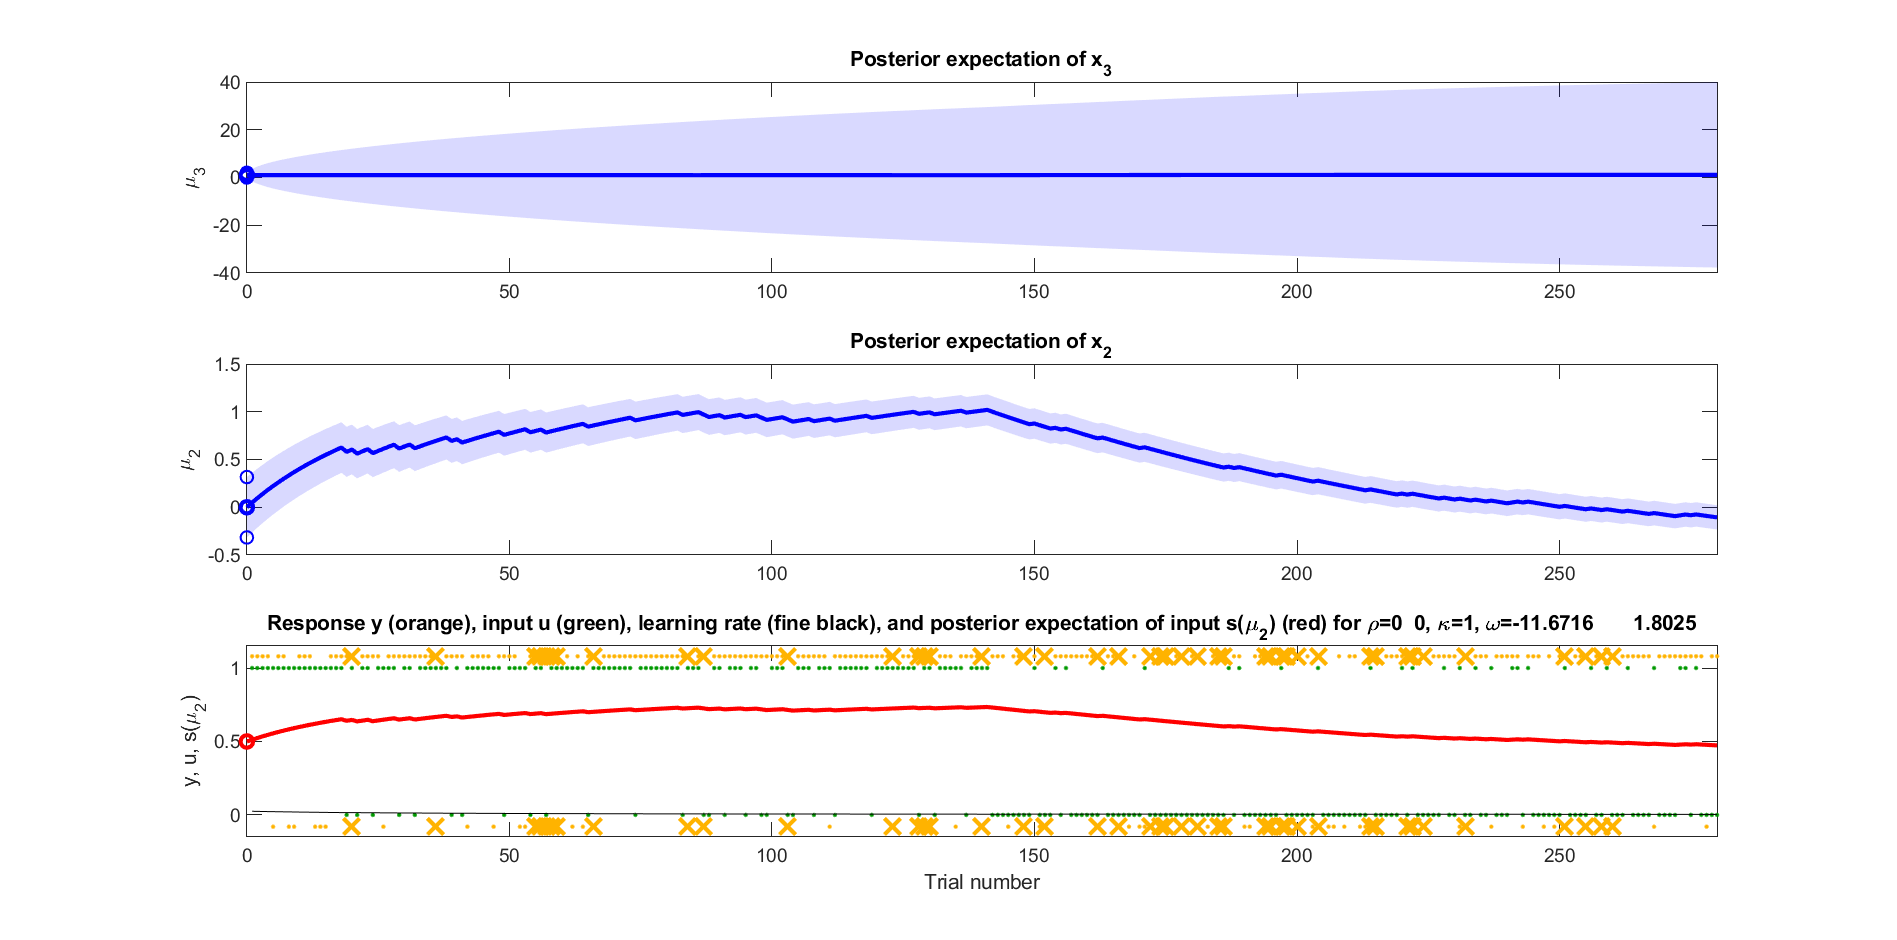 Posterior expectation of x3
40
20
0
-20
-40
μ3
0 50 100 150 200 250
Posterior expectation of x2
1.5
1
0.5
0
-0.5
μ2
0 50 100 150 200 250
Response y (orange), input u (green), learning rate (fine black), and posterior expectation of input s(μ2) (red) for ρ=0 0, κ=1, ω=-11.6716 1.8025
1
0.5
0
y, u, s(μ2)
0 50 100 150 200 250
Trial number